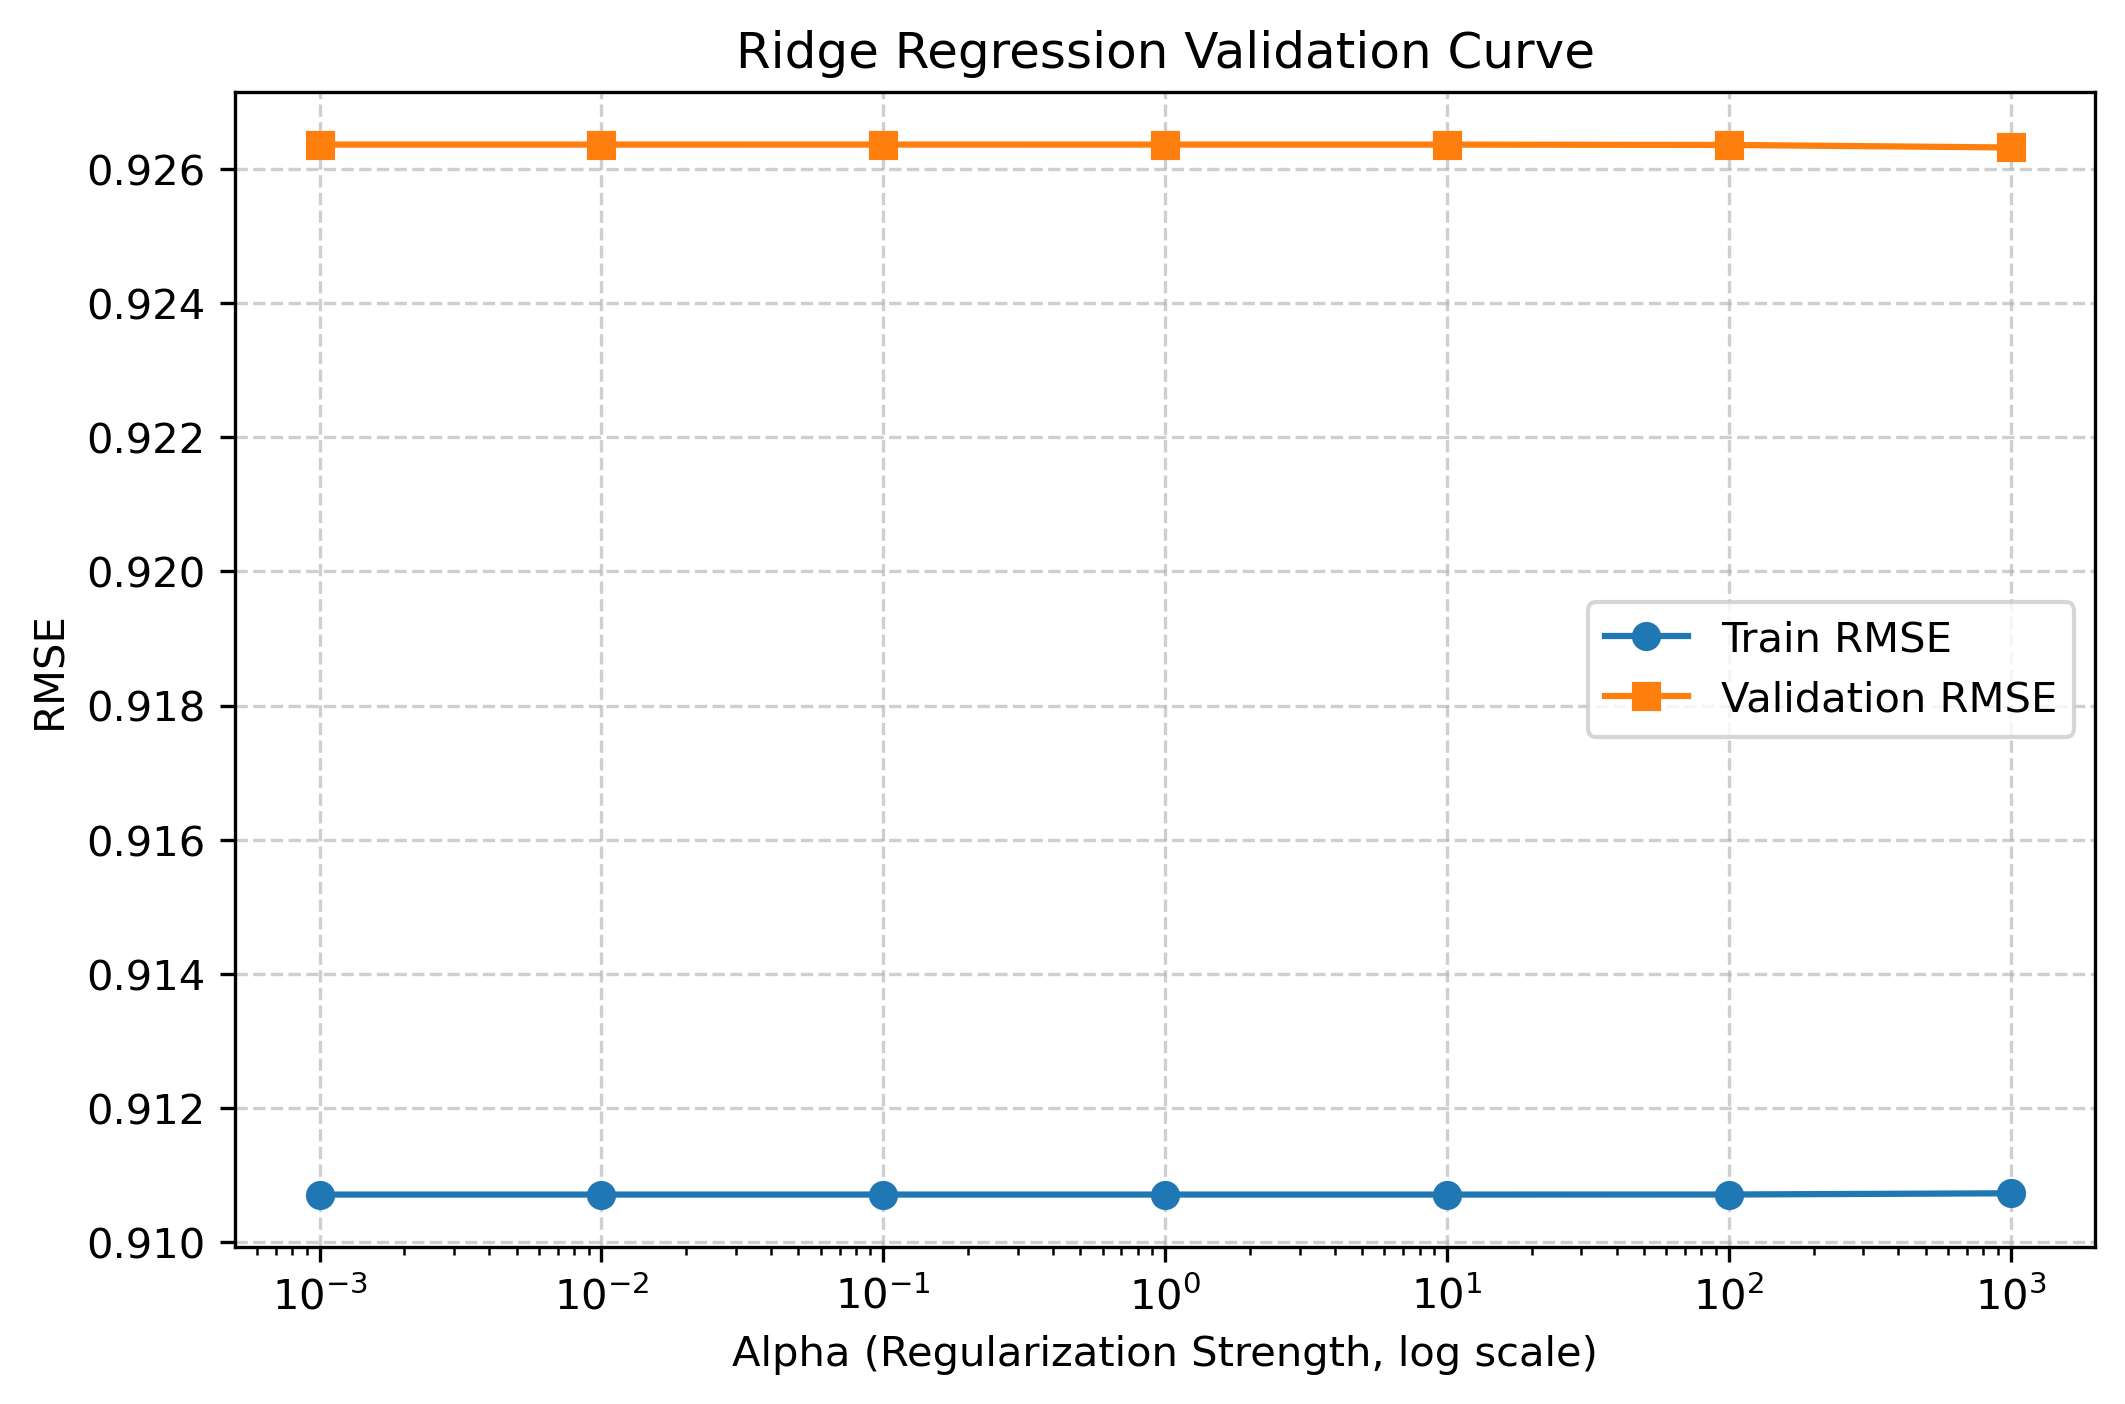 Ridge Regression Validation Curve
RMSE
0.926
0.924
0.922
0.920
0.918
0.916
0.914
0.912
0.910
Train RMSE
Validation RMSE
10⁻³ 10⁻² 10⁻¹ 10⁰ 10¹ 10² 10³
Alpha (Regularization Strength, log scale)